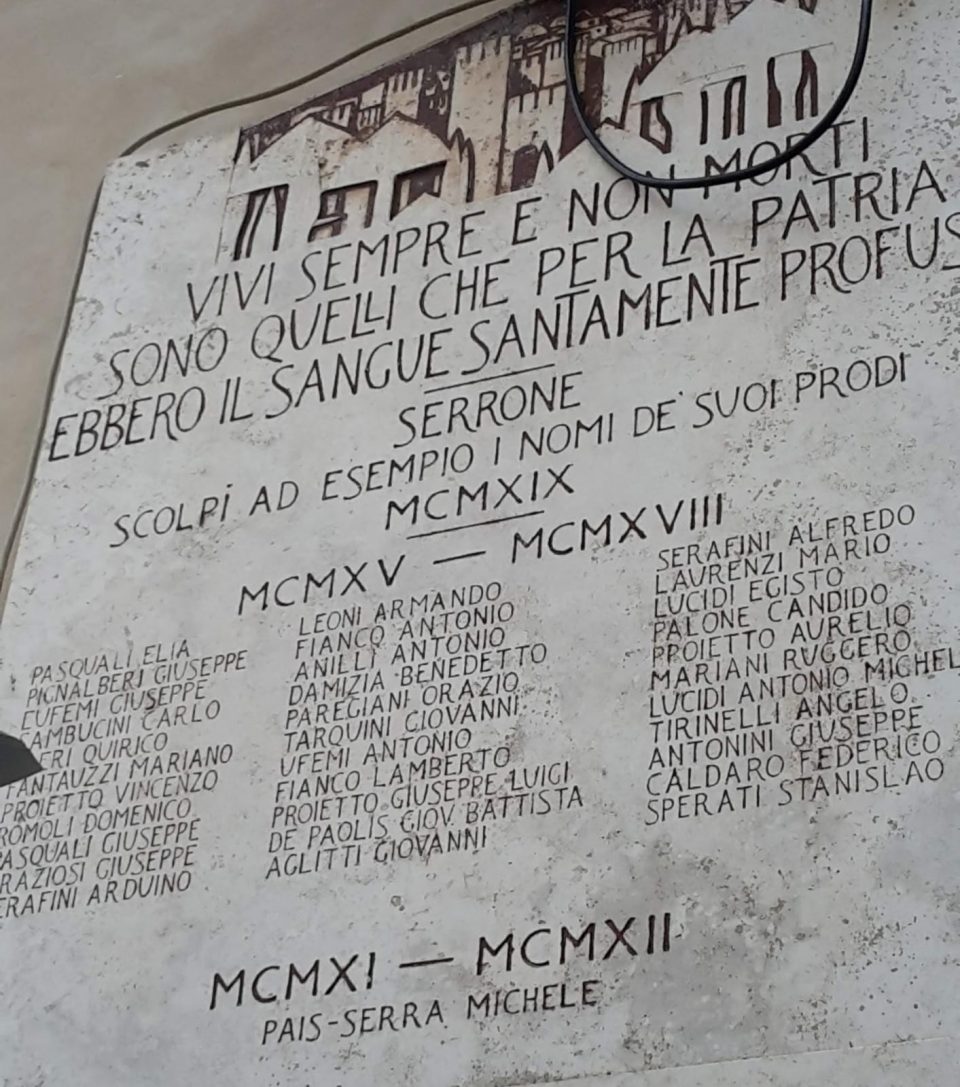 VIVI SEMPRE E NON MORTI
SONO QUELLI CHE PER LA PATRIA
EBBERO IL SANGUE SANTAMENTE PROFUS
SERRONE
SCOLPÌ AD ESEMPIO I NOMI DE' SUOI PRODI
MCMXIX
MCMXV — MCMXVIII
PASQUALI ELIA
PIGNALBERI GIUSEPPE
EUFEMI GIUSEPPE
CARLO
QUIRICO
MARIANO
PROIETTO VINCENZO
ROMOLI DOMENICO
PASQUALI GIUSEPPE
GIUSEPPE
ARDUINO
LEONI ARMANDO
FIANCO ANTONIO
ANILLI ANTONIO
DAMIZIA BENEDETTO
PAREGIANI ORAZIO
TARQUINI GIOVANNI
UFEMI ANTONIO
FIANCO LAMBERTO
PROIETTO GIUSEPPE LUIGI
DE PAOLIS GIOV. BATTISTA
AGLITTI GIOVANNI
SERAFINI ALFREDO
LAURENZI MARIO
LUCIDI EGISTO
PALONE CANDIDO
PROIETTO AURELIO
MARIANI RUGGERO
LUCIDI ANTONIO MICHEL
TIRINELLI ANGELO
ANTONINI GIUSEPPE
CALDARO FEDERICO
SPERATI STANISLAO
MCMXI — MCMXII
PAIS-SERRA MICHELE